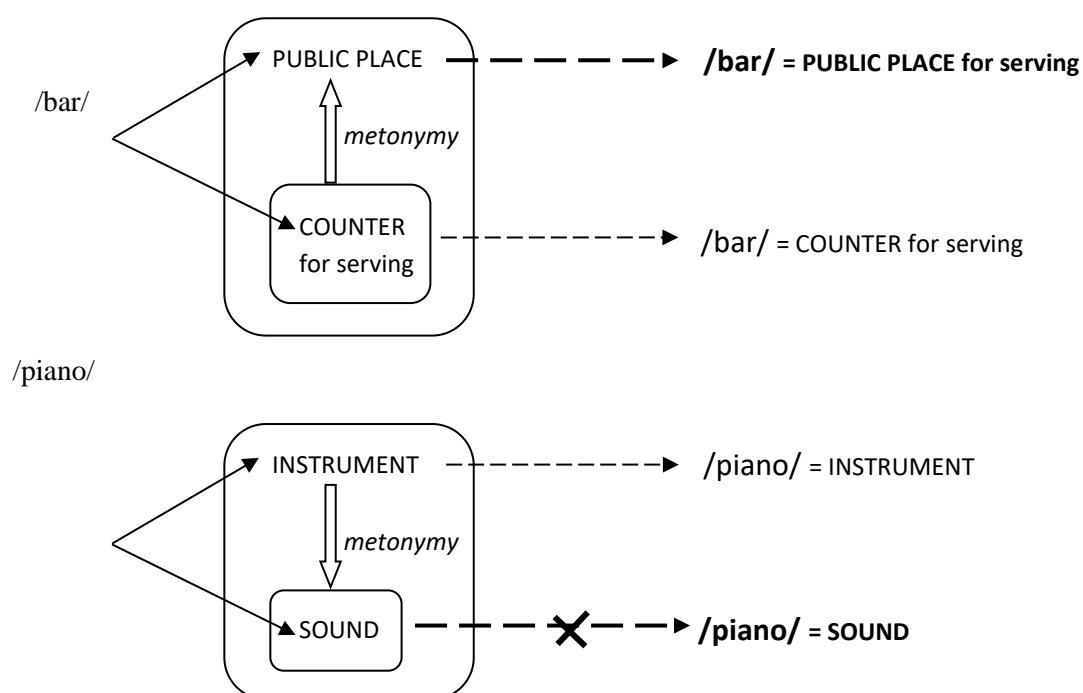 PUBLIC PLACE
/bar/ = PUBLIC PLACE for serving
/bar/
metonymy
COUNTER
for serving
/bar/ = COUNTER for serving
/piano/
INSTRUMENT
/piano/ = INSTRUMENT
metonymy
SOUND
/piano/ = SOUND